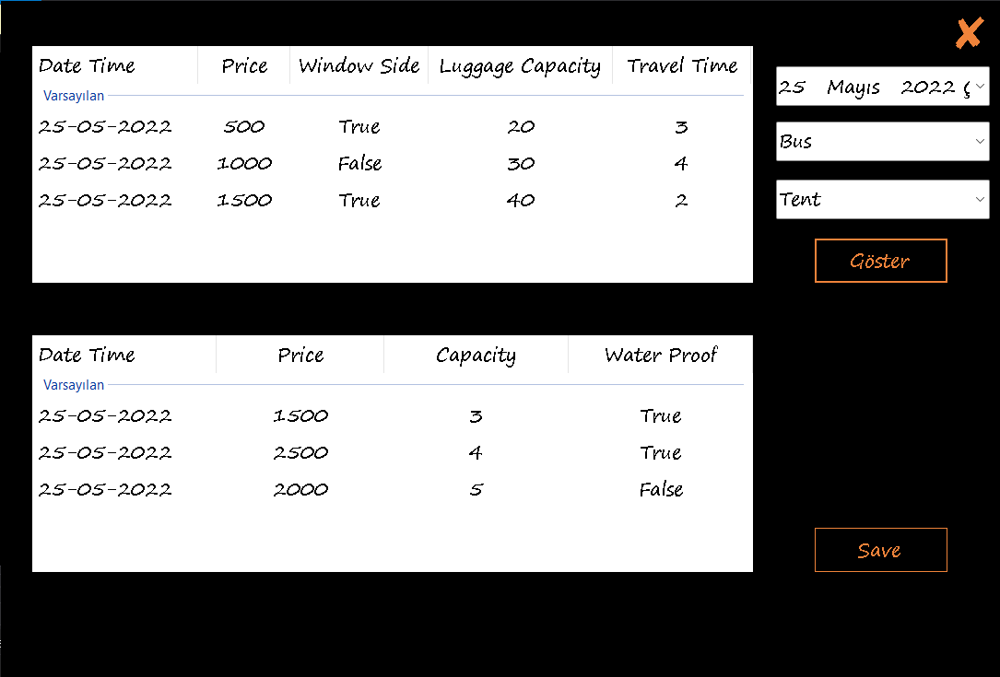 Date Time Price Window Side Luggage Capacity Travel Time
Varsayılan
25-05-2022 500 True 20 3
25-05-2022 1000 False 30 4
25-05-2022 1500 True 40 2
25 Mayıs 2022 Ç
Bus
Tent
Göster
Date Time Price Capacity Water Proof
Varsayılan
25-05-2022 1500 3 True
25-05-2022 2500 4 True
25-05-2022 2000 5 False
Save